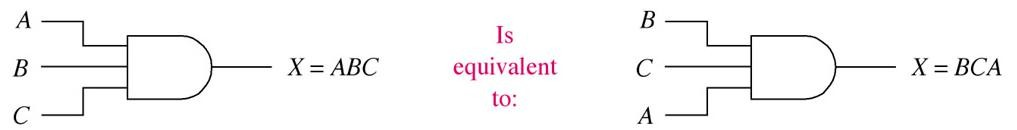 A
B
C
X = ABC
Is
equivalent
to:
B
C
A
X = BCA